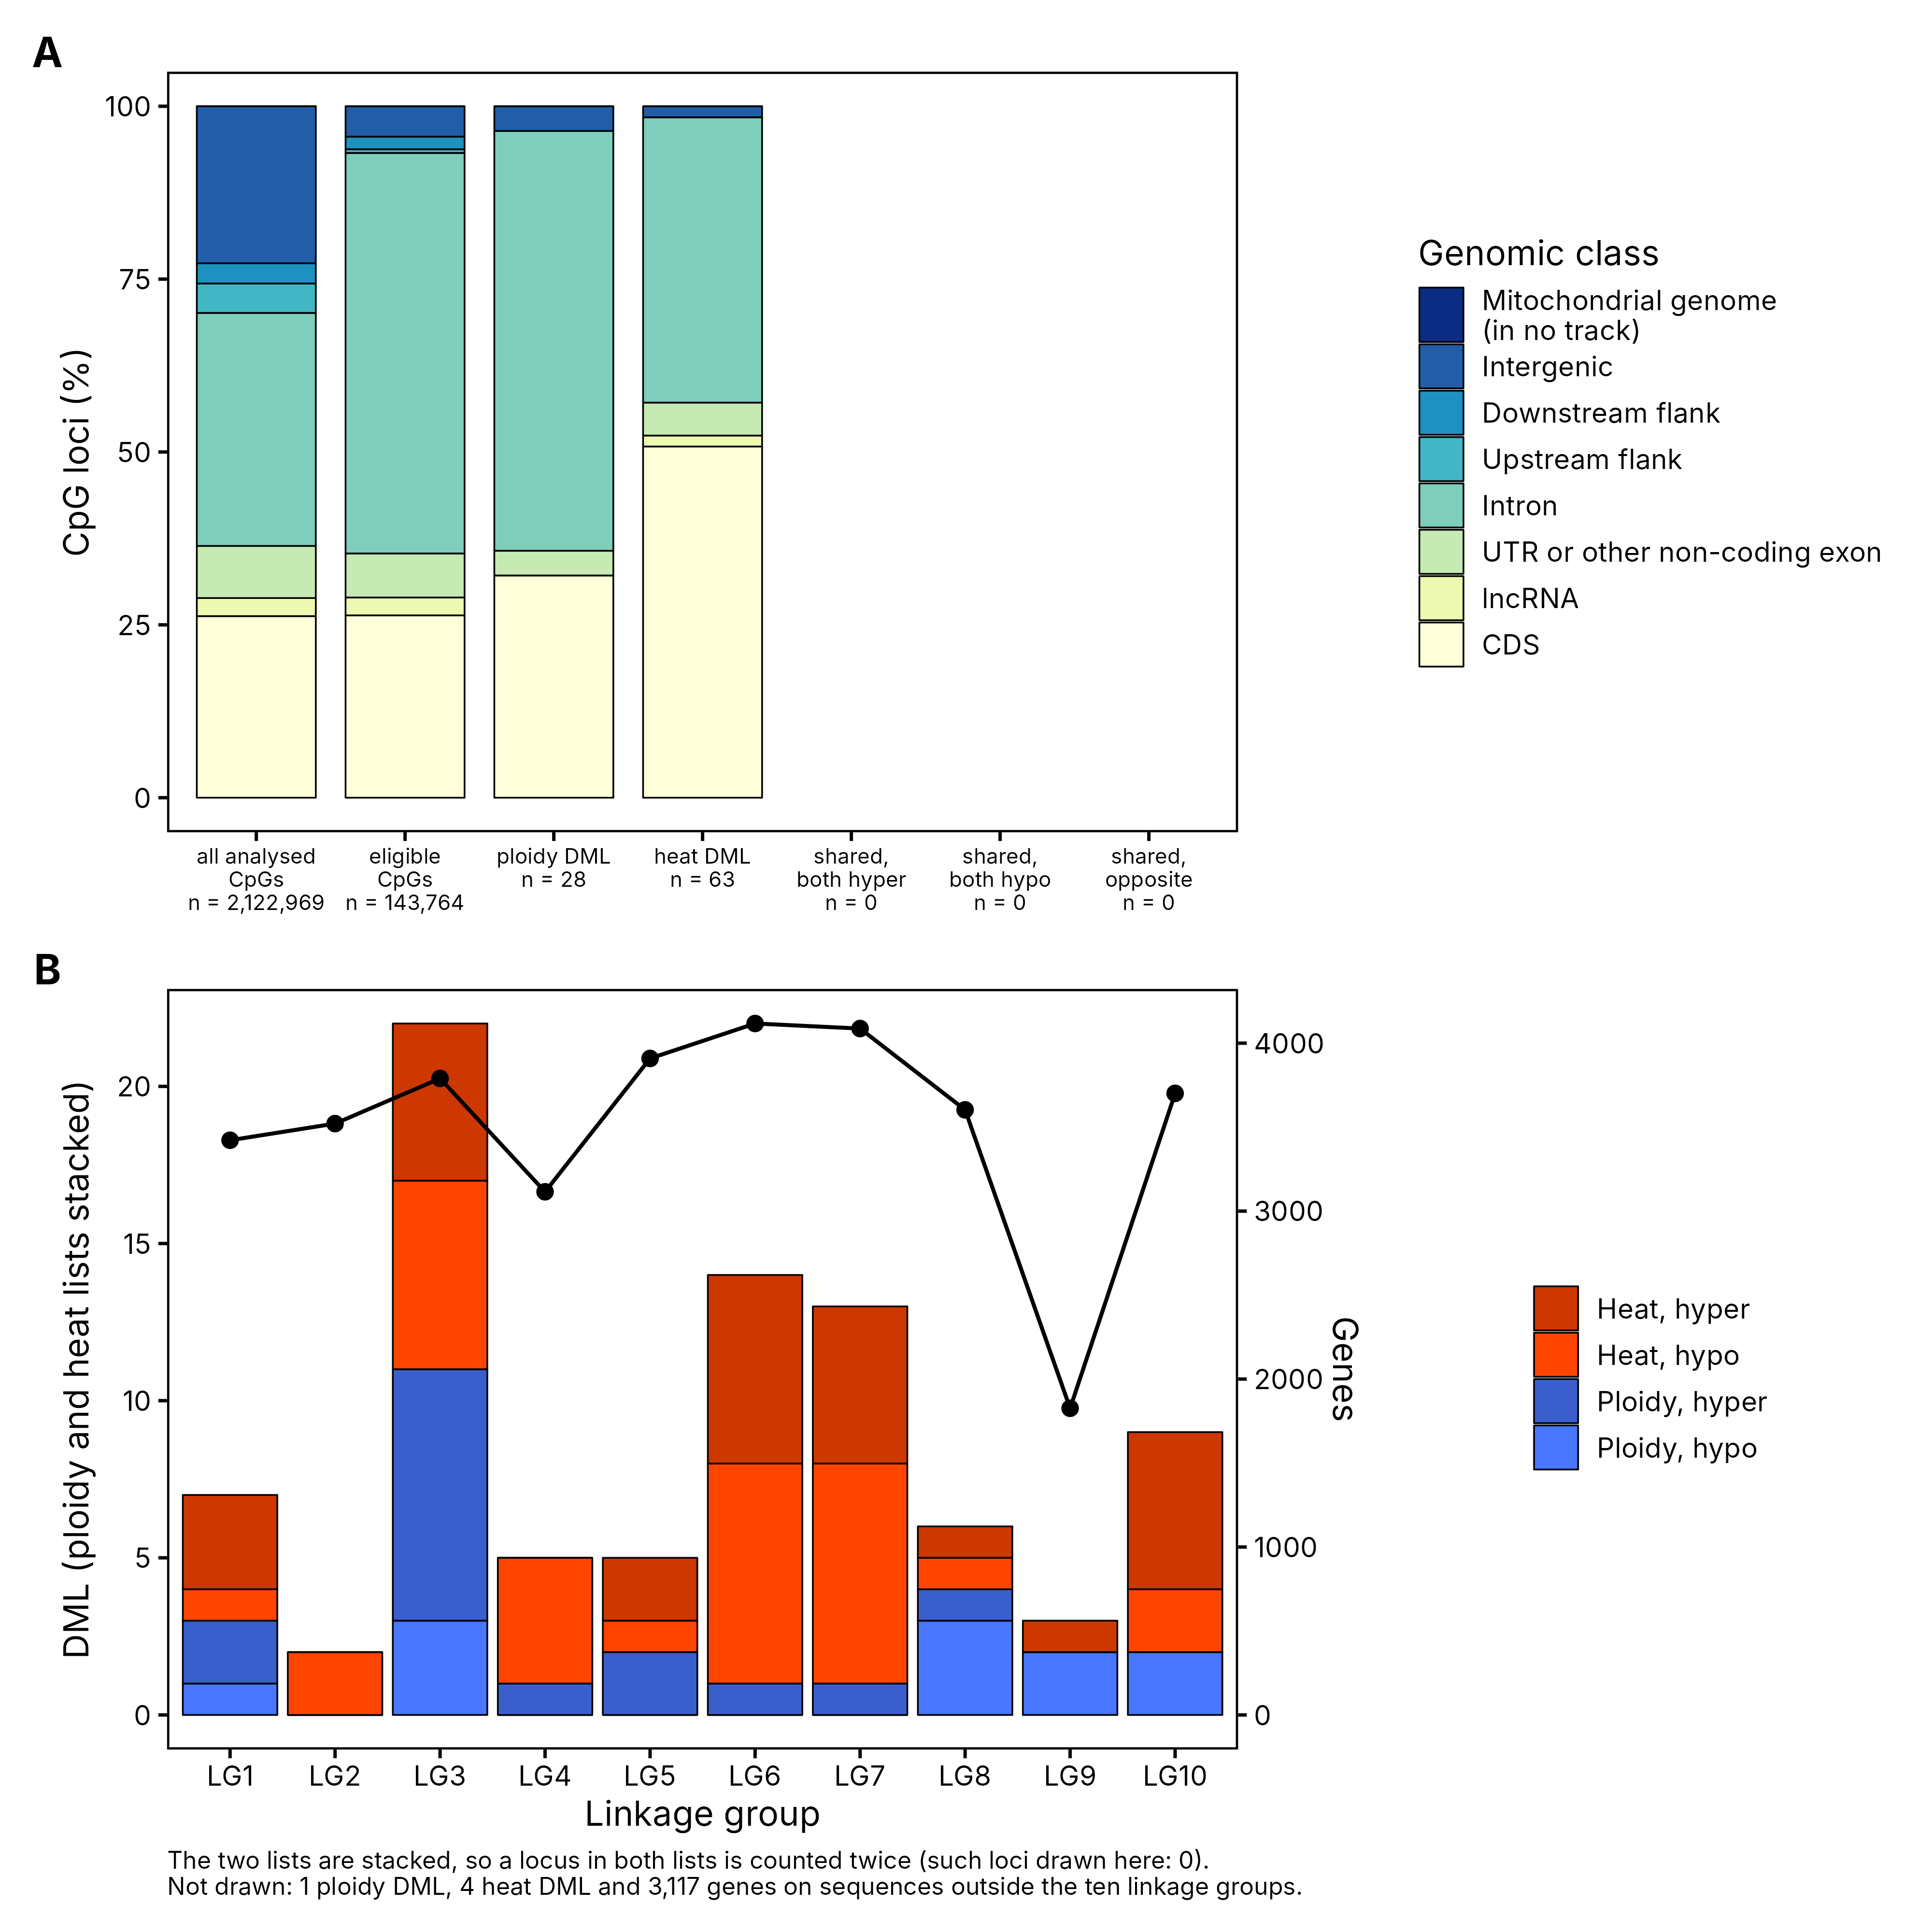 A
CpG loci (%)
100
75
50
25
0
all analysed
CpGs
n = 2,122,969
eligible
CpGs
n = 143,764
ploidy DML
n = 28
heat DML
n = 63
shared,
both hyper
n = 0
shared,
both hypo
n = 0
shared,
opposite
n = 0
Genomic class
Mitochondrial genome
(in no track)
Intergenic
Downstream flank
Upstream flank
Intron
UTR or other non-coding exon
lncRNA
CDS
B
DML (ploidy and heat lists stacked)
20
15
10
5
0
4000
3000
2000
1000
0
Genes
LG1
LG2
LG3
LG4
LG5
LG6
LG7
LG8
LG9
LG10
Linkage group
Heat, hyper
Heat, hypo
Ploidy, hyper
Ploidy, hypo
The two lists are stacked, so a locus in both lists is counted twice (such loci drawn here: 0).
Not drawn: 1 ploidy DML, 4 heat DML and 3,117 genes on sequences outside the ten linkage groups.